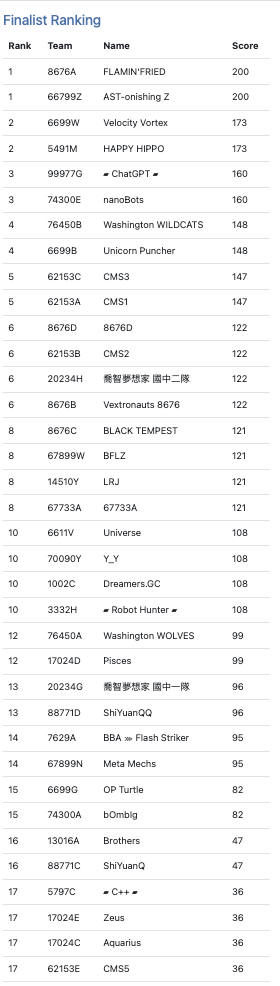 Finalist Ranking
Rank Team Name Score
1 8676A FLAMIN'FRIED 200
1 66799Z AST-onishing Z 200
2 6699W Velocity Vortex 173
2 5491M HAPPY HIPPO 173
3 99977G ▰ ChatGPT ▰ 160
3 74300E nanoBots 160
4 76450B Washington WILDCATS 148
4 6699B Unicorn Puncher 148
5 62153C CMS3 147
5 62153A CMS1 147
6 8676D 8676D 122
6 62153B CMS2 122
6 20234H 喬智夢想家 國中二隊 122
6 8676B Vextronauts 8676 122
8 8676C BLACK TEMPEST 121
8 67899W BFLZ 121
8 14510Y LRJ 121
8 67733A 67733A 121
10 6611V Universe 108
10 70090Y Y_Y 108
10 1002C Dreamers.GC 108
10 3332H ▰ Robot Hunter ▰ 108
12 76450A Washington WOLVES 99
12 17024D Pisces 99
13 20234G 喬智夢想家 國中一隊 96
13 88771D ShiYuanQQ 96
14 7629A BBA ⋙ Flash Striker 95
14 67899N Meta Mechs 95
15 6699G OP Turtle 82
15 74300A bOmbIg 82
16 13016A Brothers 47
16 88771C ShiYuanQ 47
17 5797C ▰ C++ ▰ 36
17 17024E Zeus 36
17 17024C Aquarius 36
17 62153E CMS5 36